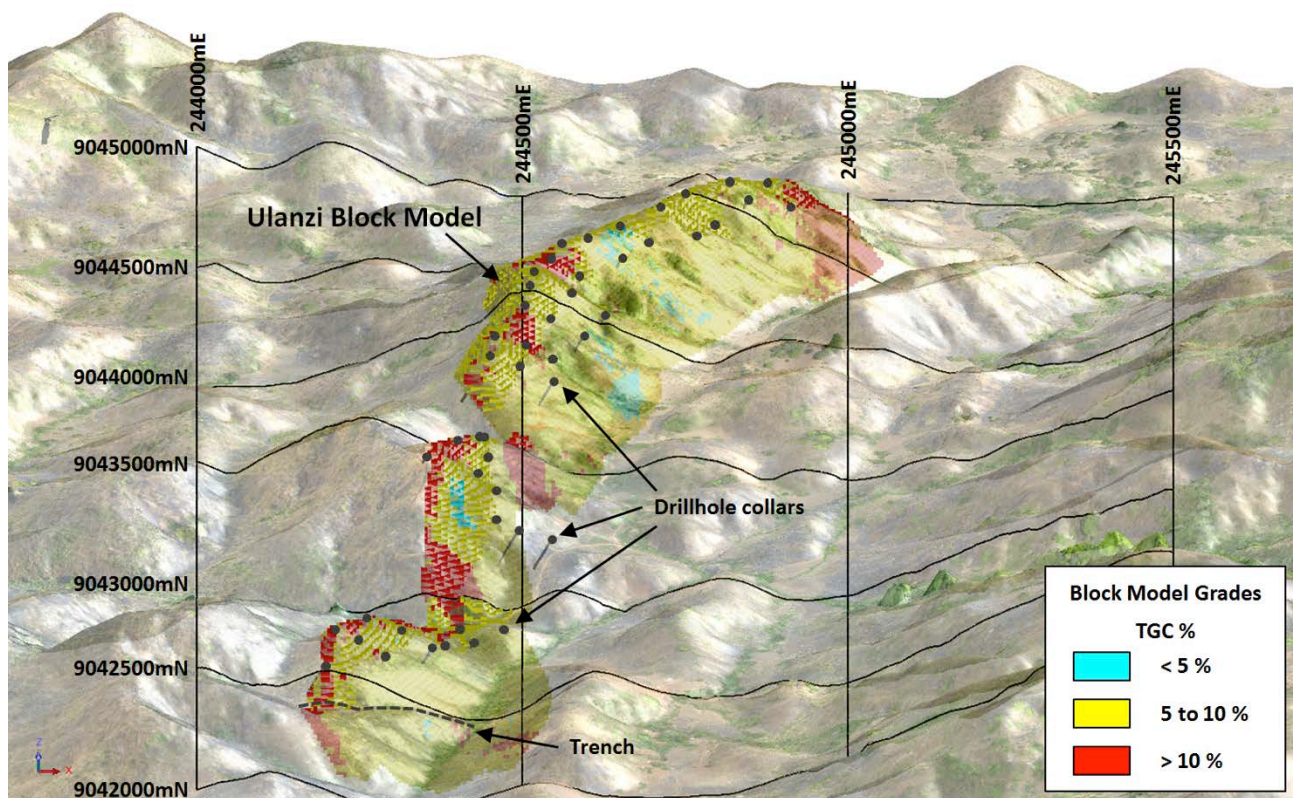 244000mE
244500mE
245000mE
245500mE
9045000mN
Ulanzi Block Model
9044500mN
9044000mN
9043500mN
Drillhole collars
9043000mN
9042500mN
Trench
9042000mN
Block Model Grades
TGC %
< 5 %
5 to 10 %
> 10 %
Z
X